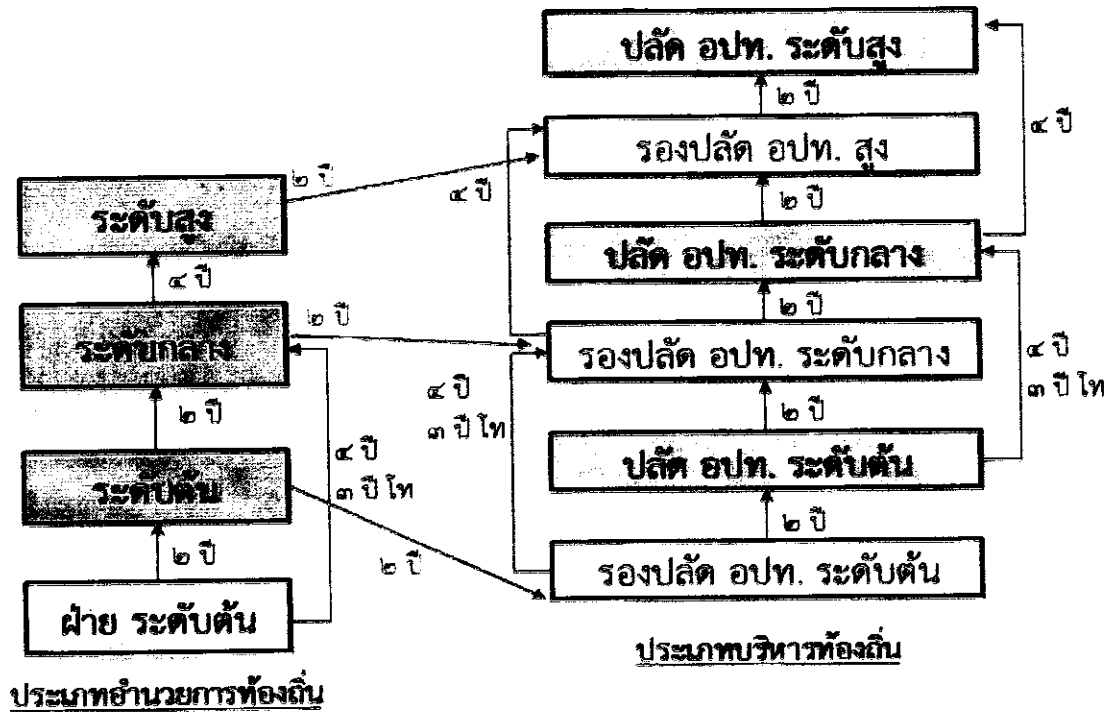 ปลัด อปท. ระดับสูง
๒ ปี
๔ ปี
รองปลัด อปท. สูง
๒ ปี
๔ ปี
ระดับสูง
๒ ปี
ปลัด อปท. ระดับกลาง
๔ ปี
๒ ปี
ระดับกลาง
๒ ปี
รองปลัด อปท. ระดับกลาง
๔ ปี
๓ ปี โท
๔ ปี
๓ ปี โท
๒ ปี
๒ ปี
ปลัด อปท. ระดับต้น
๔ ปี
๓ ปี โท
ระดับต้น
๒ ปี
๒ ปี
๒ ปี
รองปลัด อปท. ระดับต้น
ฝ่าย ระดับต้น
ประเภทบริหารท้องถิ่น
ประเภทอำนวยการท้องถิ่น